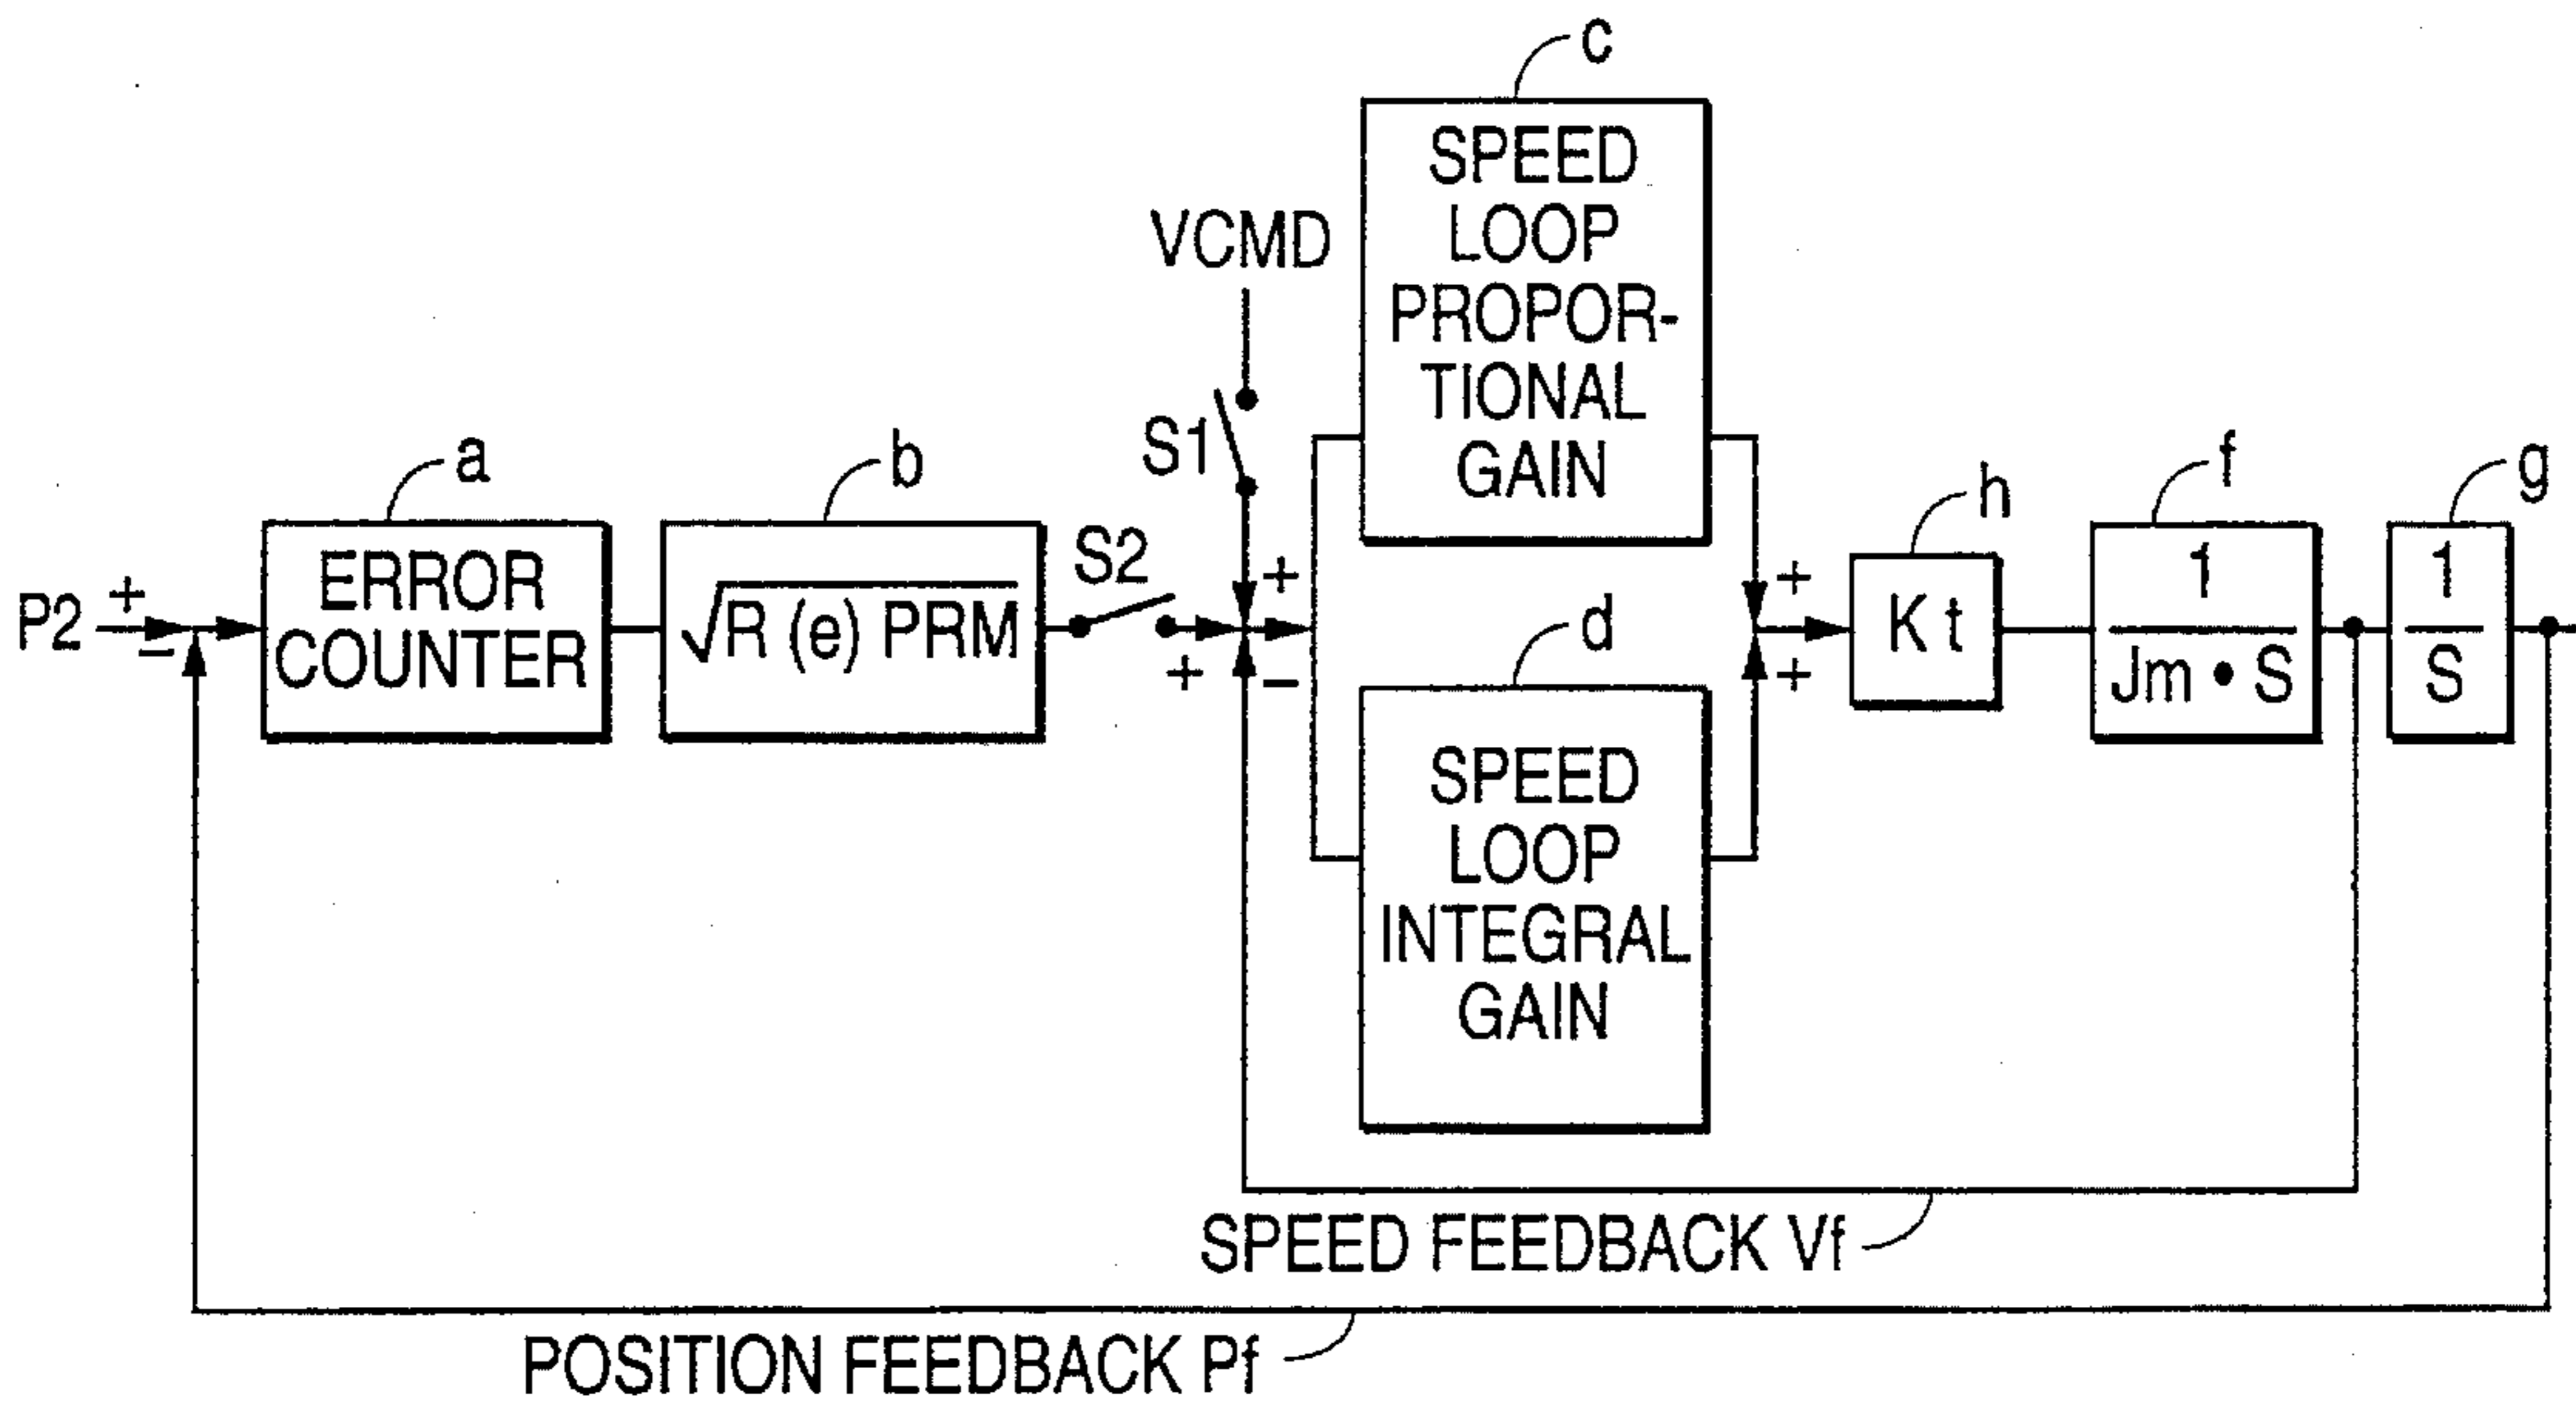 c
SPEED
LOOP
PROPOR-
TIONAL
GAIN
VCMD
S1
a
ERROR
COUNTER
b
√R (e) PRM
S2
P2
+
−
+
+
−
d
SPEED
LOOP
INTEGRAL
GAIN
+
+
h
Kt
f
1
Jm • S
g
1
S
SPEED FEEDBACK Vf
POSITION FEEDBACK Pf